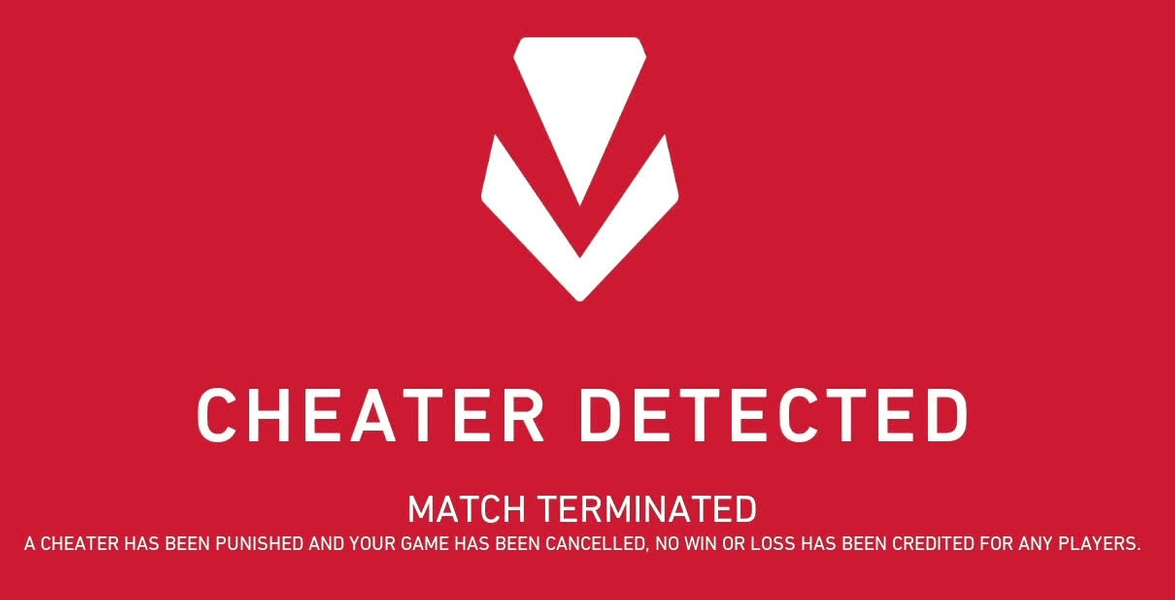 CHEATER DETECTED
MATCH TERMINATED
A CHEATER HAS BEEN PUNISHED AND YOUR GAME HAS BEEN CANCELLED, NO WIN OR LOSS HAS BEEN CREDITED FOR ANY PLAYERS.